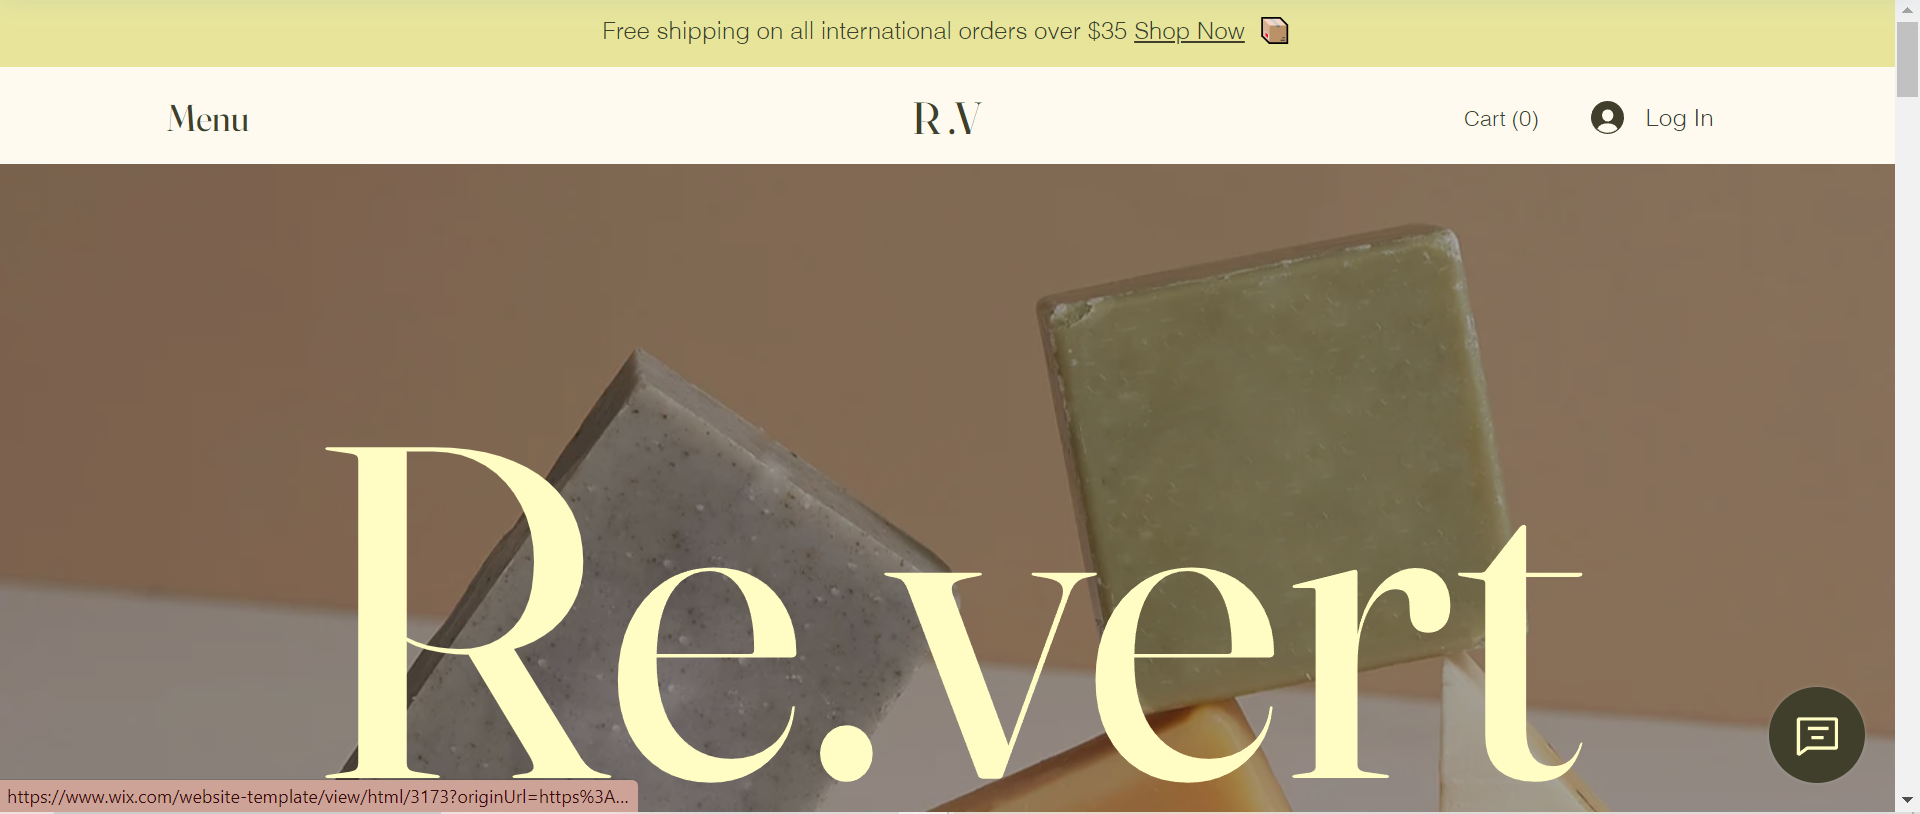 Free shipping on all international orders over $35 Shop Now
Menu
R.V
Cart (0)
Log In
Re.vert
https://www.wix.com/website-template/view/html/3173?originUrl=https%3A...